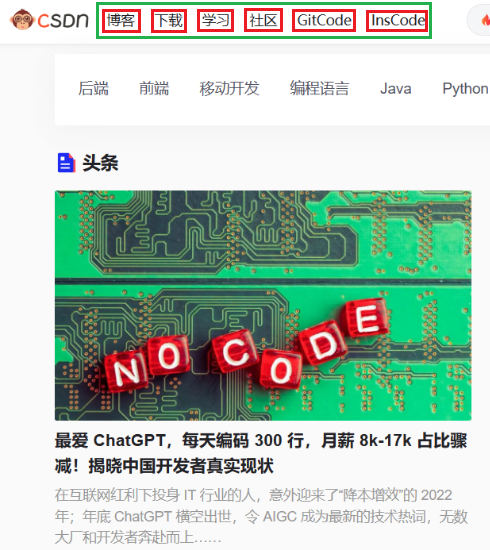 CSDN 博客 下载 学习 社区 GitCode InsCode
后端 前端 移动开发 编程语言 Java Python
头条
NO CODE
最爱 ChatGPT，每天编码 300 行，月薪 8k-17k 占比骤
减！揭晓中国开发者真实现状
在互联网红利下投身 IT 行业的人，意外迎来了“降本增效”的 2022
年；年底 ChatGPT 横空出世，令 AIGC 成为最新的技术热词，无数
大厂和开发者奔赴而上……